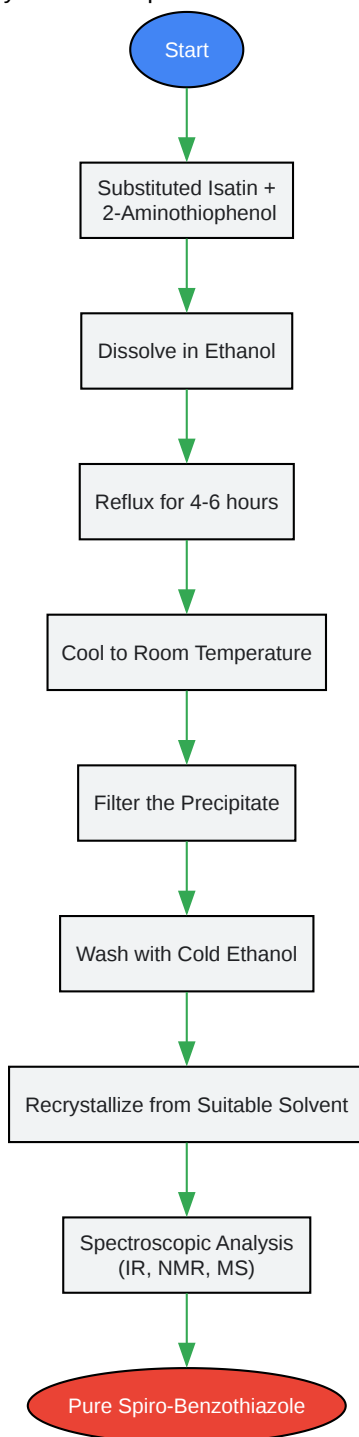 Start
Substituted Isatin +
2-Aminothiophenol
Dissolve in Ethanol
Reflux for 4-6 hours
Cool to Room Temperature
Filter the Precipitate
Wash with Cold Ethanol
Recrystallize from Suitable Solvent
Spectroscopic Analysis
(IR, NMR, MS)
Pure Spiro-Benzothiazole